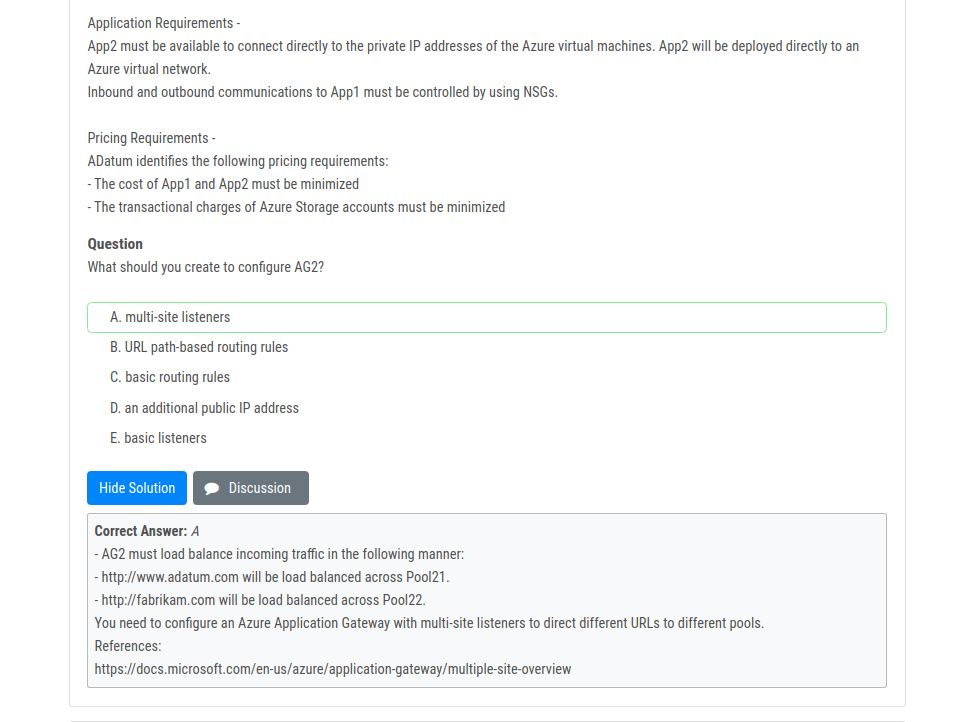 Application Requirements -
App2 must be available to connect directly to the private IP addresses of the Azure virtual machines. App2 will be deployed directly to an
Azure virtual network.
Inbound and outbound communications to App1 must be controlled by using NSGs.
Pricing Requirements -
ADatum identifies the following pricing requirements:
- The cost of App1 and App2 must be minimized
- The transactional charges of Azure Storage accounts must be minimized
Question
What should you create to configure AG2?
A. multi-site listeners
B. URL path-based routing rules
C. basic routing rules
D. an additional public IP address
E. basic listeners
Hide Solution
Discussion
Correct Answer: A
- AG2 must load balance incoming traffic in the following manner:
- http://www.adatum.com will be load balanced across Pool21.
- http://fabrikam.com will be load balanced across Pool22.
You need to configure an Azure Application Gateway with multi-site listeners to direct different URLs to different pools.
References:
https://docs.microsoft.com/en-us/azure/application-gateway/multiple-site-overview